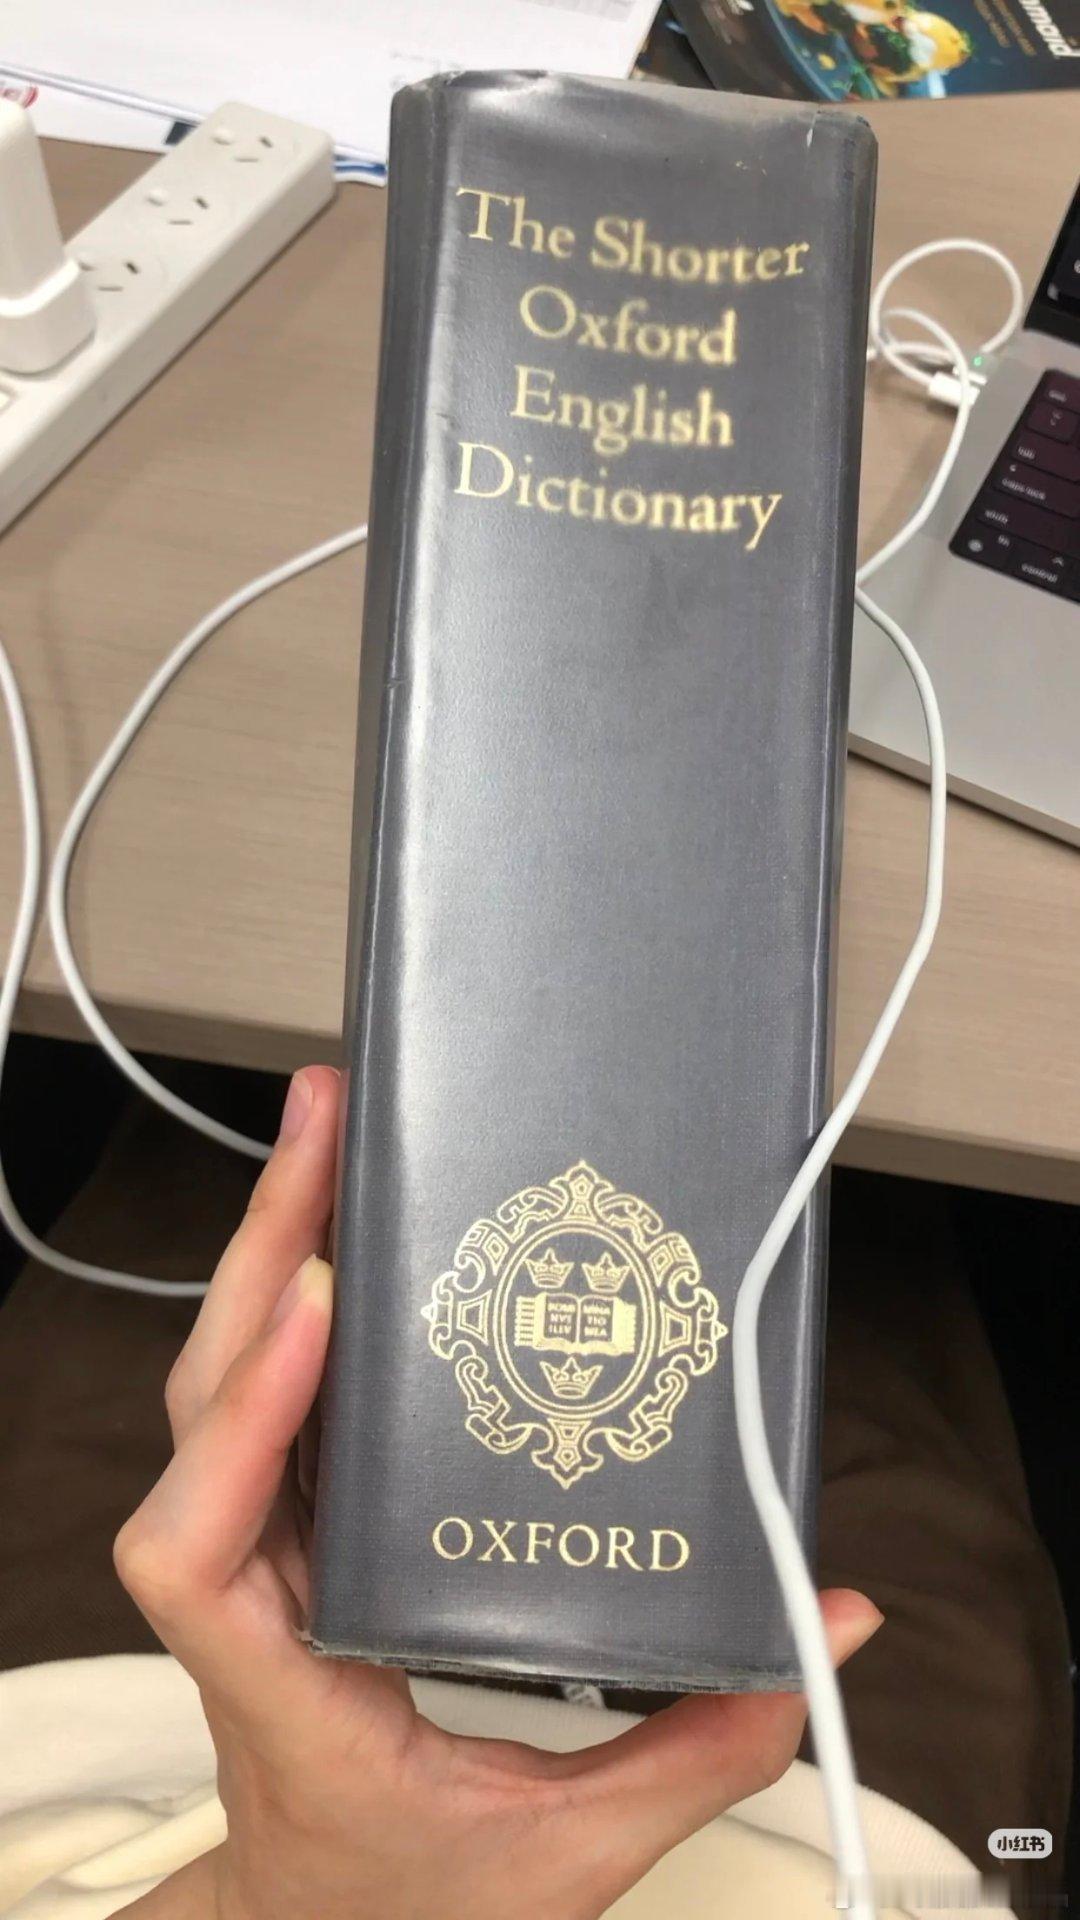 The Shorter
Oxford
English
Dictionary
OXFORD
小红书